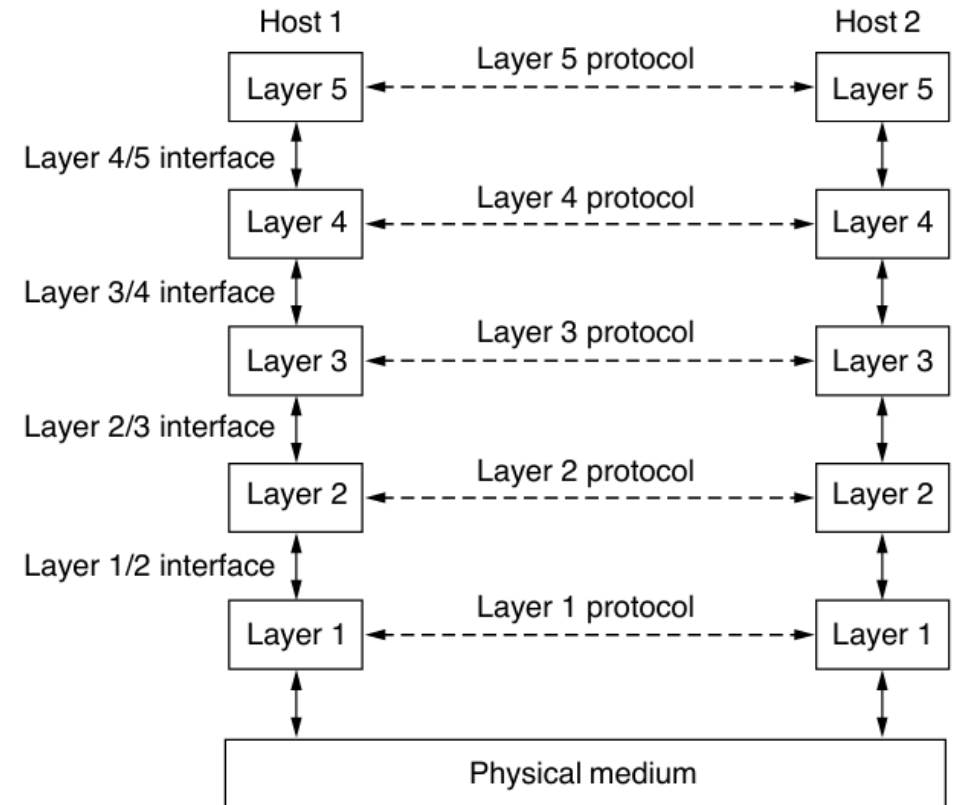 Host 1
Host 2
Layer 5 protocol
Layer 5
Layer 5
Layer 4/5 interface
Layer 4 protocol
Layer 4
Layer 4
Layer 3/4 interface
Layer 3 protocol
Layer 3
Layer 3
Layer 2/3 interface
Layer 2 protocol
Layer 2
Layer 2
Layer 1/2 interface
Layer 1 protocol
Layer 1
Layer 1
Physical medium